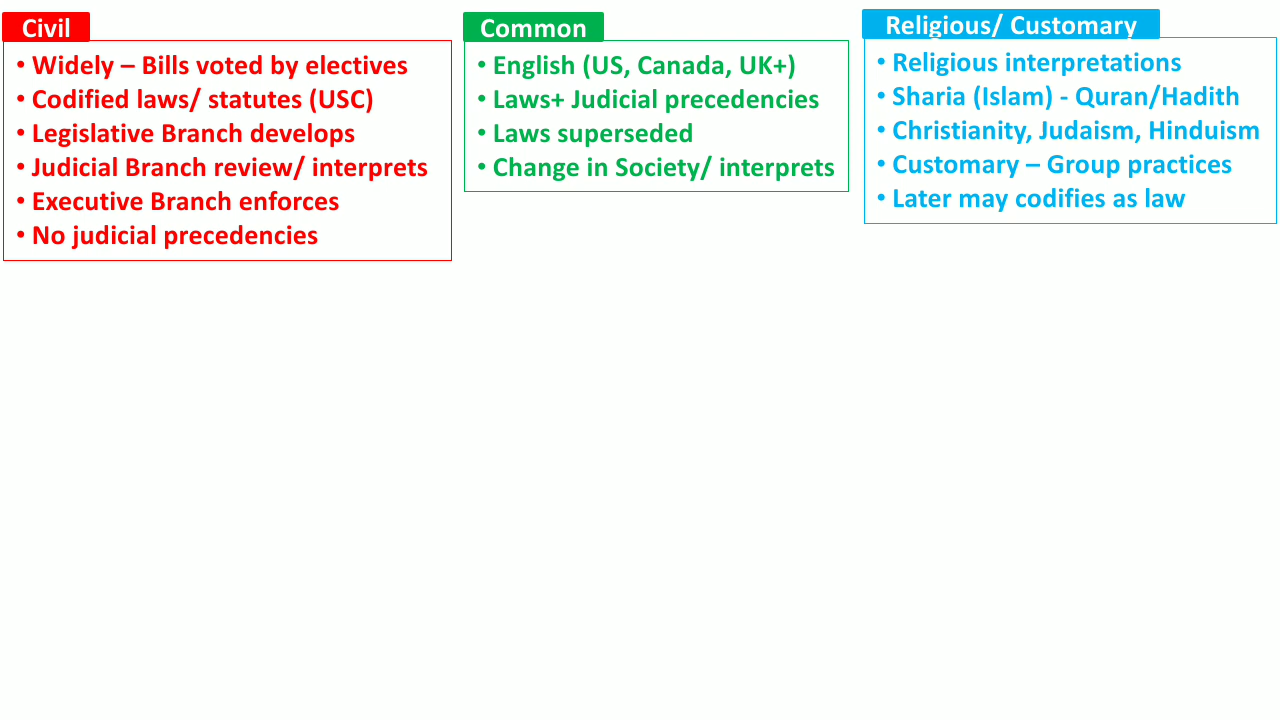 Civil
• Widely – Bills voted by electives
• Codified laws/ statutes (USC)
• Legislative Branch develops
• Judicial Branch review/ interprets
• Executive Branch enforces
• No judicial precedencies
Common
• English (US, Canada, UK+)
• Laws+ Judicial precedencies
• Laws superseded
• Change in Society/ interprets
Religious/ Customary
• Religious interpretations
• Sharia (Islam) - Quran/Hadith
• Christianity, Judaism, Hinduism
• Customary – Group practices
• Later may codifies as law